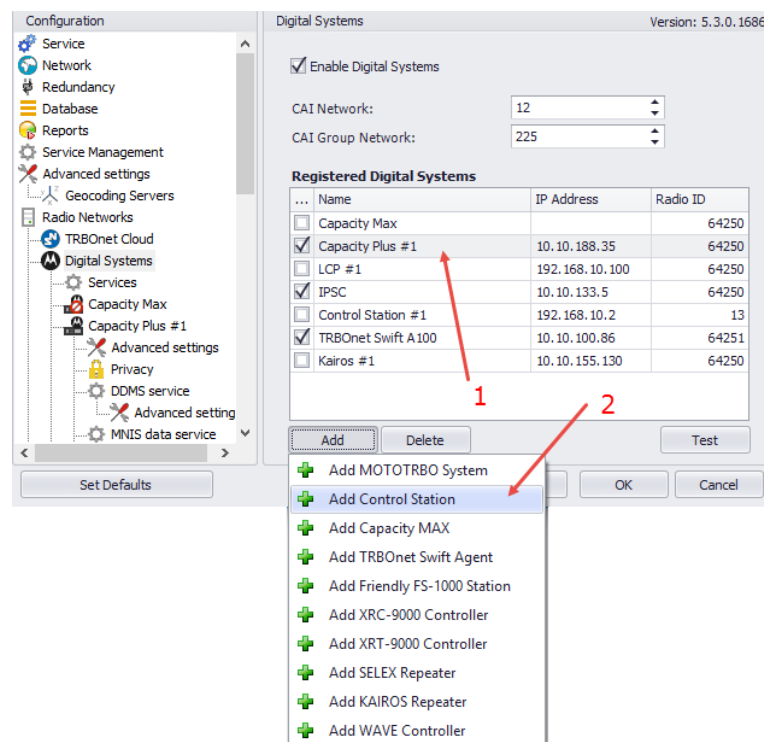 Configuration
Service
Network
Redundancy
Database
Reports
Service Management
Advanced settings
Geocoding Servers
Radio Networks
TRBOnet Cloud
Digital Systems
Services
Capacity Max
Capacity Plus #1
Advanced settings
Privacy
DDMS service
Advanced setting
MNIS data service
Set Defaults
Digital Systems Version: 5.3.0.1686
Enable Digital Systems
CAI Network: 12
CAI Group Network: 225
Registered Digital Systems
... Name IP Address Radio ID
Capacity Max 64250
Capacity Plus #1 10.10.188.35 64250
LCP #1 192.168.10.100 64250
IPSC 10.10.133.5 64250
Control Station #1 192.168.10.2 13
TRBOnet Swift A100 10.10.100.86 64251
Kairos #1 10.10.155.130 64250
1
2
Add Delete Test
OK Cancel
Add MOTOTRBO System
Add Control Station
Add Capacity MAX
Add TRBOnet Swift Agent
Add Friendly FS-1000 Station
Add XRC-9000 Controller
Add XRT-9000 Controller
Add SELEX Repeater
Add KAIROS Repeater
Add WAVE Controller